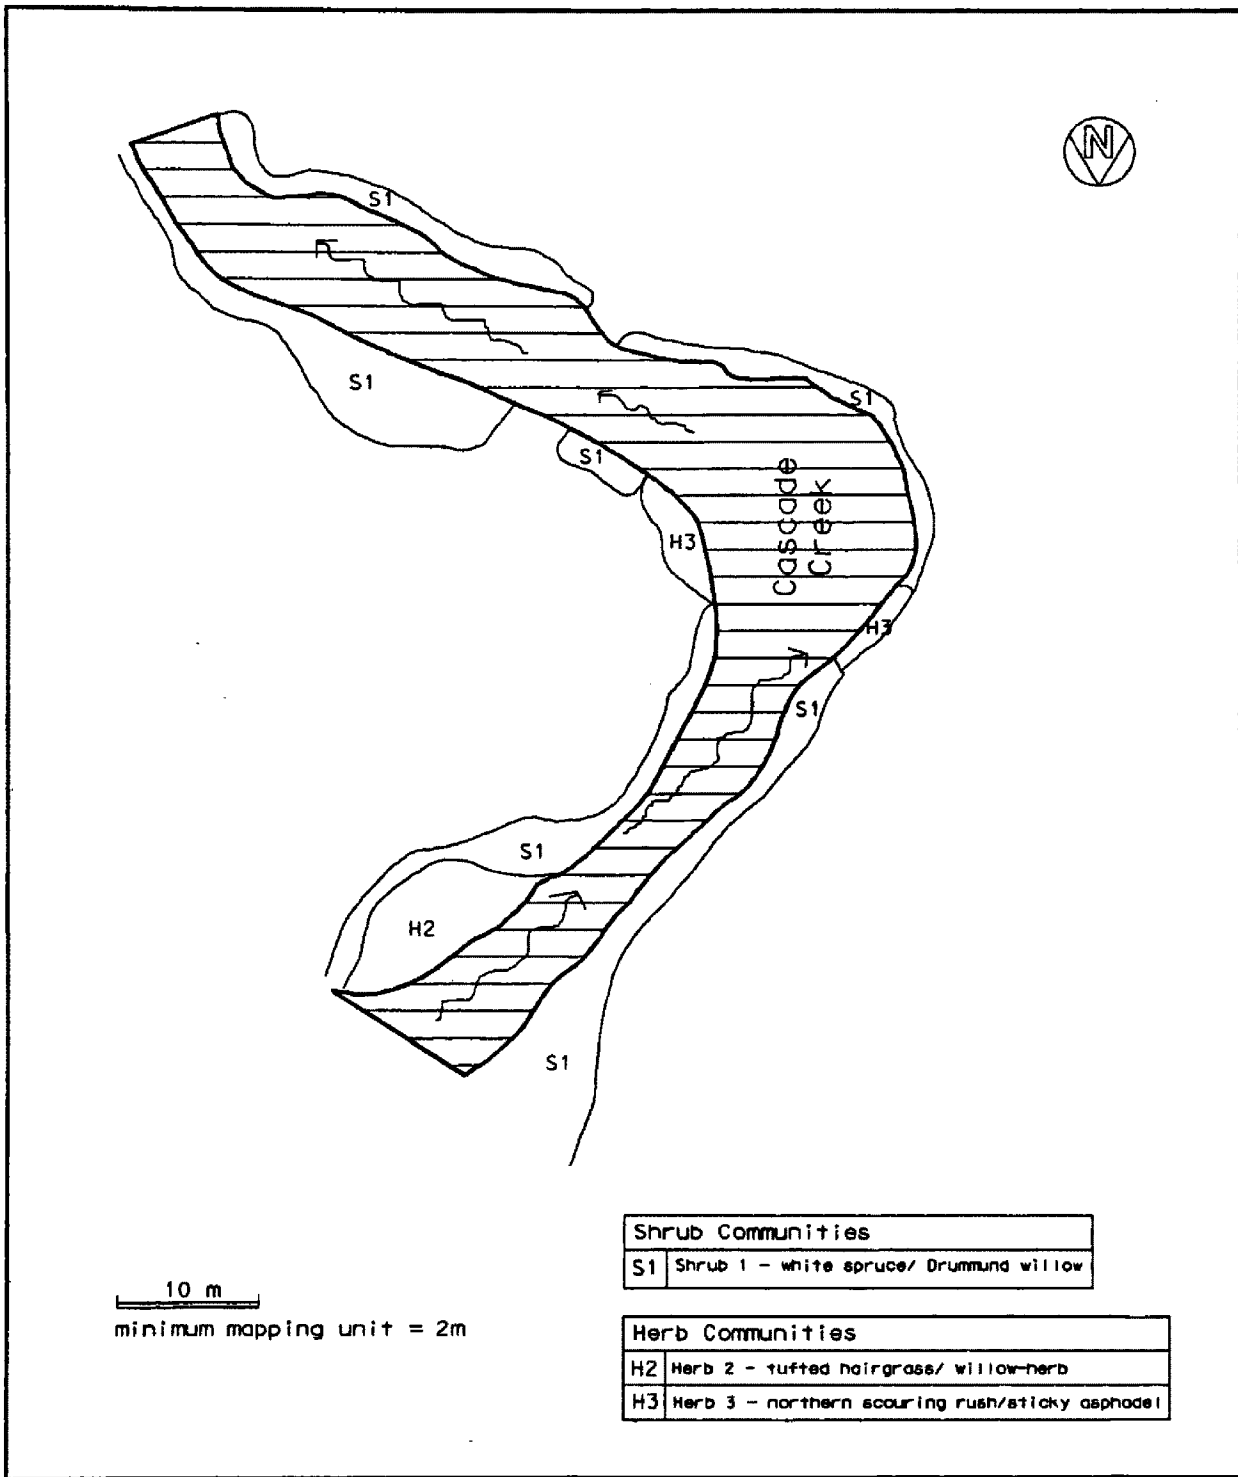 N
S1
S1
S1
S1
Cascade
Creek
H3
H3
S1
S1
H2
S1
Shrub Communities
S1 Shrub 1 - white spruce/ Drummund willow
10 m
minimum mapping unit = 2m
Herb Communities
H2 Herb 2 - tufted hairgrass/ willow-herb
H3 Herb 3 - northern scouring rush/sticky asphodel